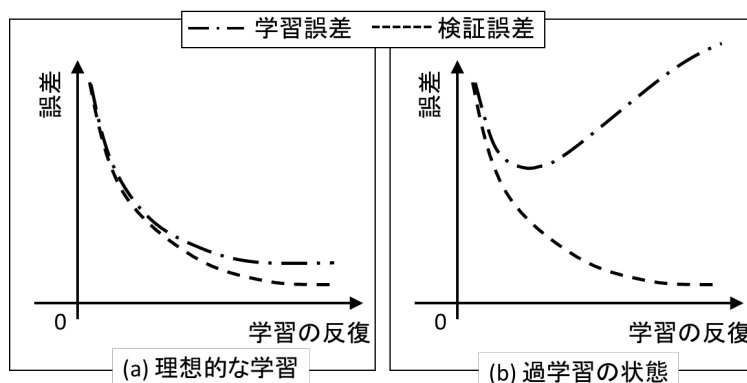 学習誤差 検証誤差
誤差
0
学習の反復
(a) 理想的な学習
誤差
0
学習の反復
(b) 過学習の状態